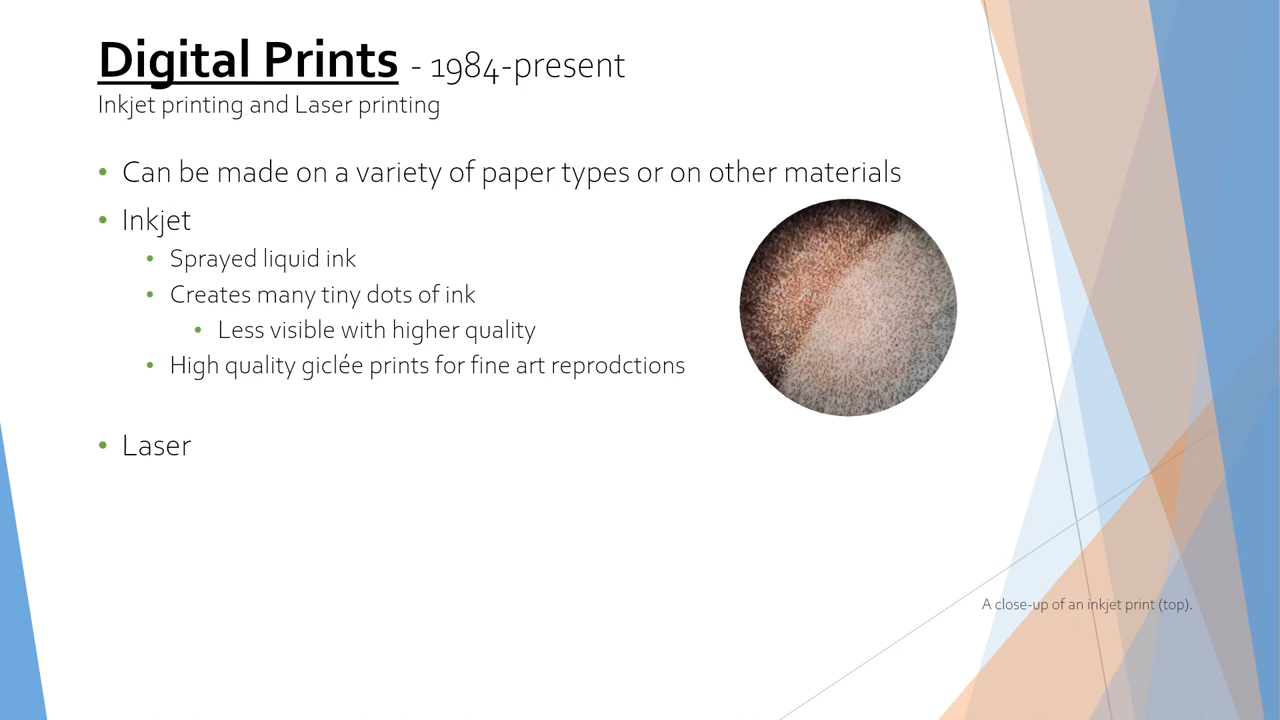 Digital Prints - 1984-present
Inkjet printing and Laser printing
• Can be made on a variety of paper types or on other materials
• Inkjet
• Sprayed liquid ink
• Creates many tiny dots of ink
• Less visible with higher quality
• High quality giclée prints for fine art reprodctions
• Laser
A close-up of an inkjet print (top).